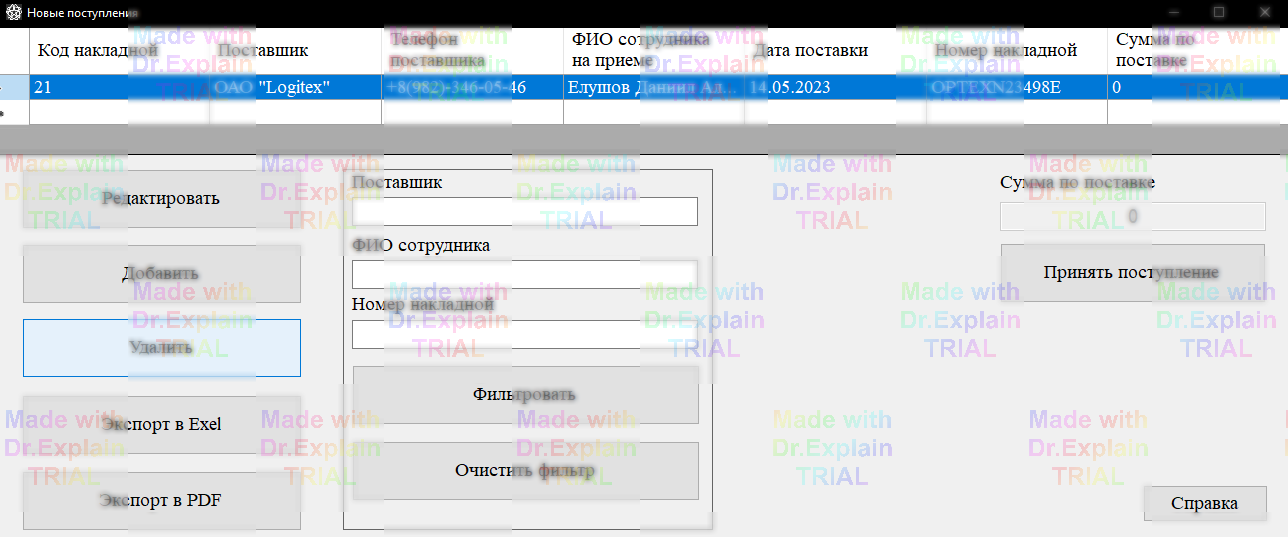 Новые поступления
Код накладной Поставщик Телефон поставщика ФИО сотрудника на приеме Дата поставки Номер накладной Сумма по поставке
21 ОАО "Logitex" +8(982)-346-05-46 Елушов Даниил Ал... 14.05.2023 OPTEXN23498E 0
Редактировать
Добавить
Удалить
Экспорт в Exel
Экспорт в PDF
Поставщик
ФИО сотрудника
Номер накладной
Фильтровать
Очистить фильтр
Сумма по поставке
0
Принять поступление
Справка
Made with
Dr.Explain
TRIAL